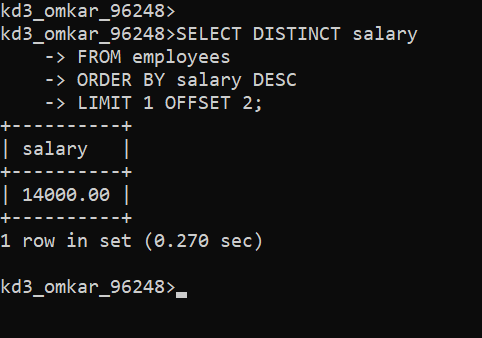 kd3_omkar_96248>
kd3_omkar_96248>SELECT DISTINCT salary
    -> FROM employees
    -> ORDER BY salary DESC
    -> LIMIT 1 OFFSET 2;
+----------+
| salary   |
+----------+
| 14000.00 |
+----------+
1 row in set (0.270 sec)

kd3_omkar_96248>